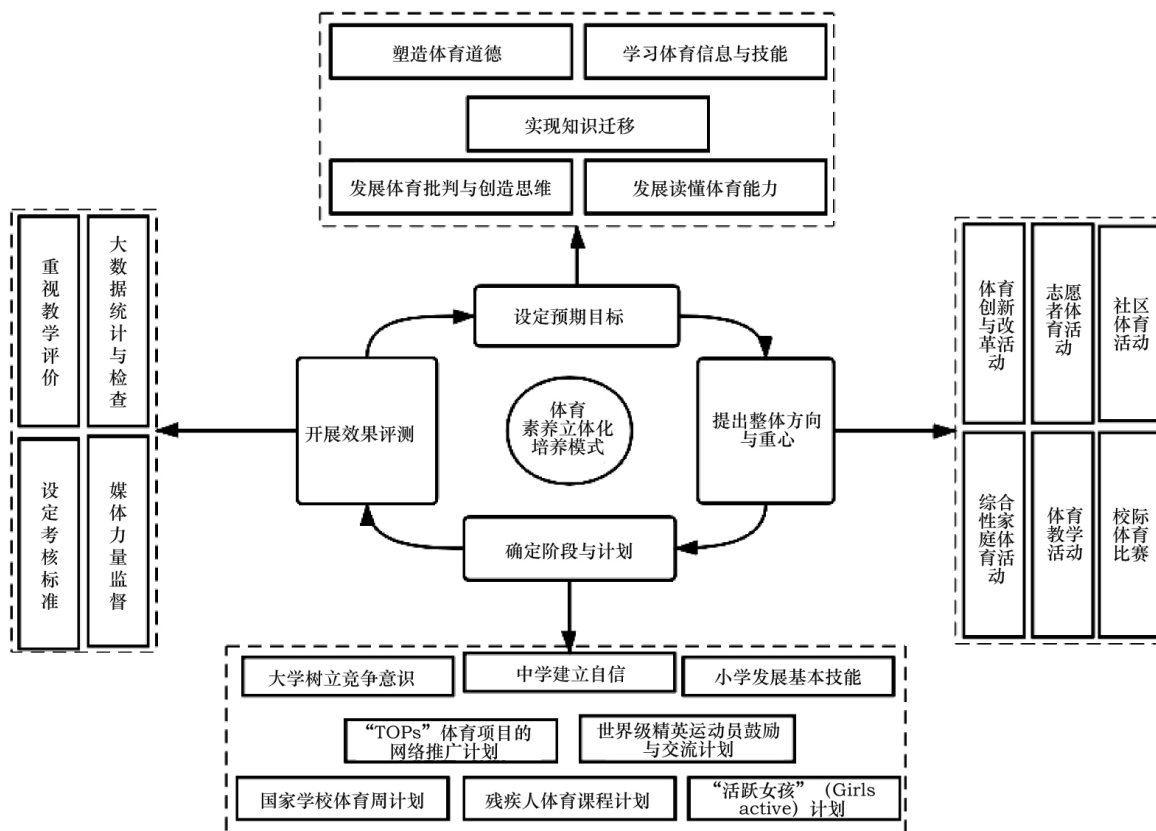 塑造体育道德
学习体育信息与技能
实现知识迁移
发展体育批判与创造思维
发展读懂体育能力
重视教学评价
大数据统计与检查
设定考核标准
媒体力量监督
设定预期目标
开展效果评测
体育
素养立体化
培养模式
提出整体方向
与重心
确定阶段与计划
体育
创新
与改
革活
动
志愿
者体
育活
动
社区
体育
活动
综合
性家
庭体
育活
动
体育
教学
活动
校际
体育
比赛
大学树立竞争意识
中学建立自信
小学发展基本技能
“TOPs”体育项目的
网络推广计划
世界级精英运动员鼓励
与交流计划
国家学校体育周计划
残疾人体育课程计划
“活跃女孩”（Girls
active）计划